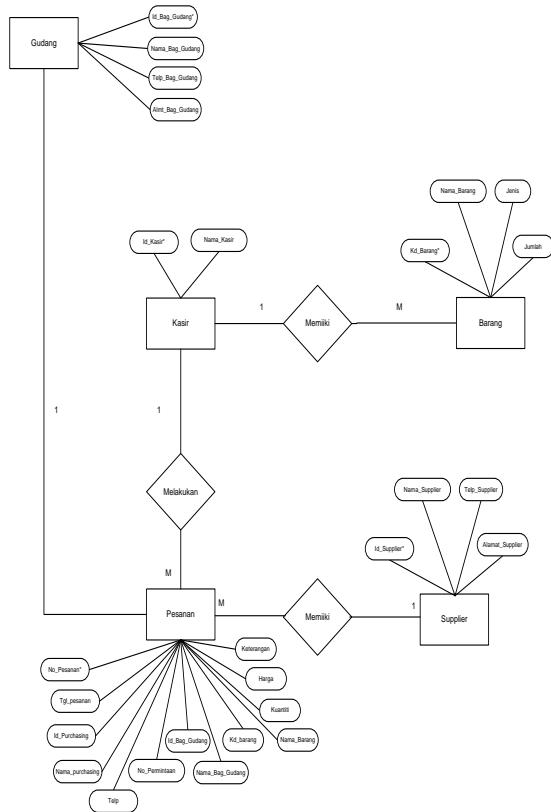 Id_Bag_Gudang*
Gudang
Nama_Bag_Gudang
Telp_Bag_Gudang
Almt_Bag_Gudang
Nama_Barang
Jenis
Id_Kasir*
Nama_Kasir
Kd_Barang*
Jumlah
Kasir
1
Memiiki
M
Barang
1
1
Melakukan
Nama_Supplier
Telp_Supplier
Id_Supplier*
Alamat_Supplier
M
Pesanan
M
Memiiki
1
Supplier
Keterangan
No_Pesanan*
Harga
Tgl_pesanan
Kuantiti
Id_Purchasing
Id_Bag_Gudang
Kd_barang
Nama_Barang
Nama_purchasing
No_Permintaan
Nama_Bag_Gudang
Telp